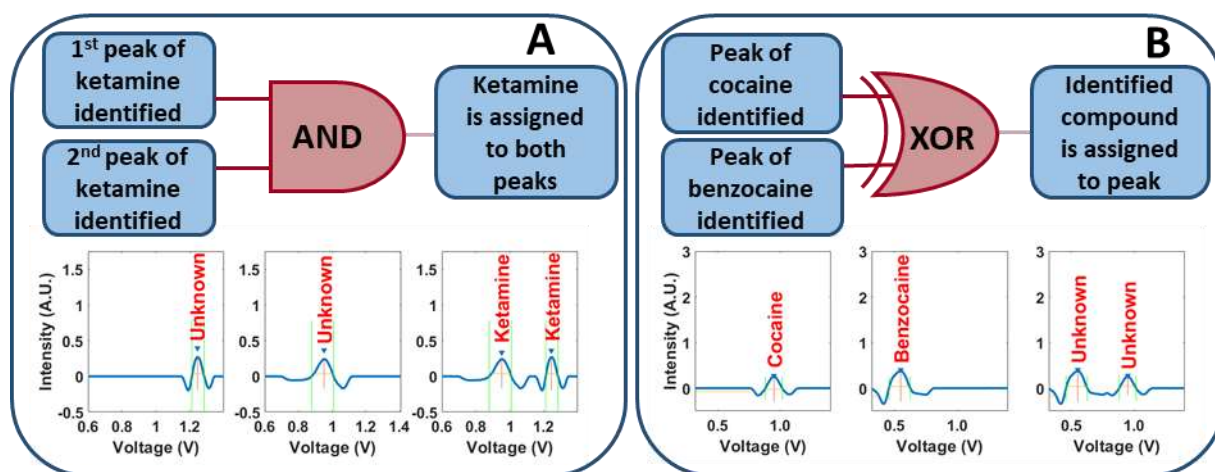 A
1st peak of
ketamine
identified
2nd peak of
ketamine
identified
AND
Ketamine
is assigned
to both
peaks
Intensity (A.U.)
1.5
1
0.5
0
-0.5
Unknown
0.6 0.8 1 1.2
Voltage (V)
1.5
1
0.5
0
-0.5
Unknown
0.6 0.8 1 1.2 1.4
Voltage (V)
1.5
1
0.5
0
-0.5
Ketamine
Ketamine
0.6 0.8 1 1.2
Voltage (V)
B
Peak of
cocaine
identified
Peak of
benzocaine
identified
XOR
Identified
compound
is assigned
to peak
Intensity (A.U.)
3
2
1
0
Cocaine
0.5 1.0
Voltage (V)
3
2
1
0
Benzocaine
0.5 1.0
Voltage (V)
3
2
1
0
Unknown
Unknown
0.5 1.0
Voltage (V)